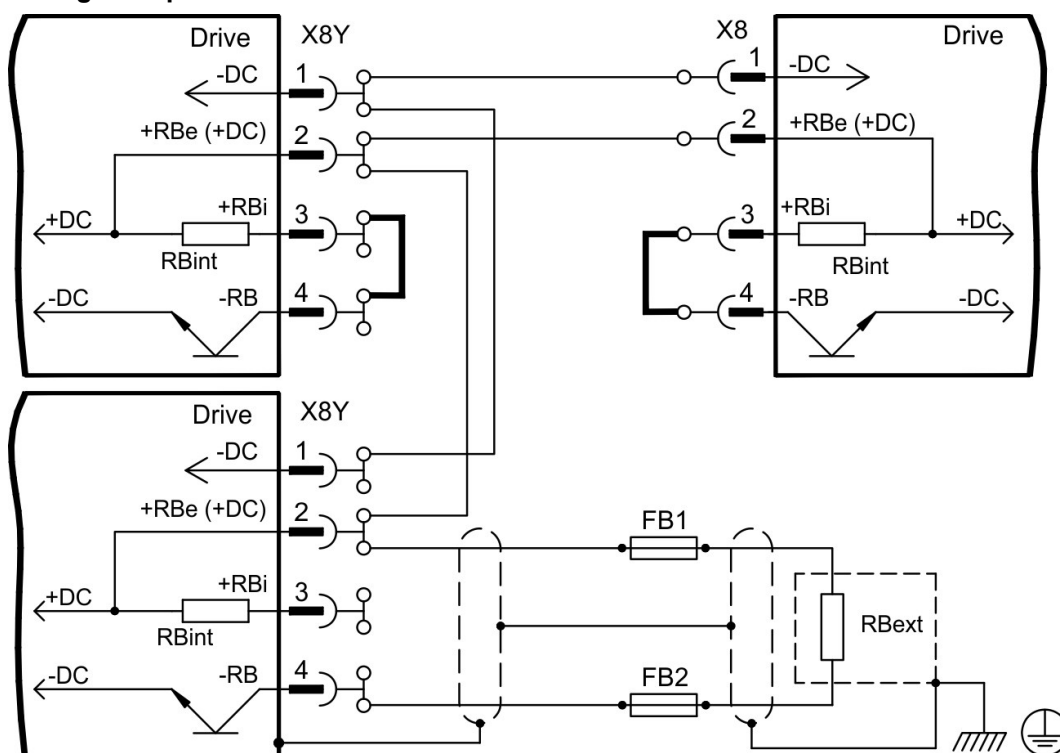 Drive X8Y X8 Drive
-DC 1 1 -DC
+RBe (+DC) 2 2 +RBe (+DC)
+DC +RBi 3 3 +RBi +DC
RBint RBint
-DC -RB 4 4 -RB -DC
Drive X8Y
-DC 1
+RBe (+DC) 2 FB1
+DC +RBi 3
RBint RBext
-DC -RB 4 FB2